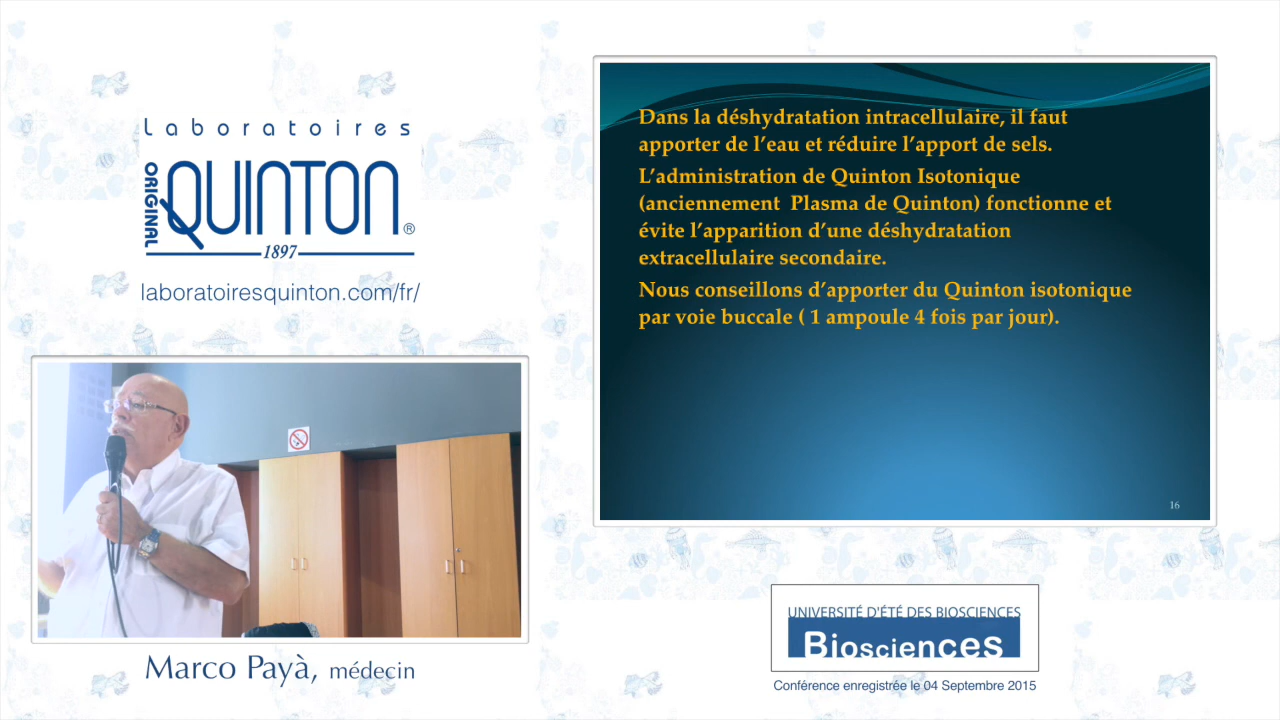 Laboratoires
ORIGINAL
QUINTON®
1897
laboratoiresquinton.com/fr/
Marco Payà, médecin
Dans la déshydratation intracellulaire, il faut
apporter de l’eau et réduire l’apport de sels.
L’administration de Quinton Isotonique
(anciennement Plasma de Quinton) fonctionne et
évite l’apparition d’une déshydratation
extracellulaire secondaire.
Nous conseillons d’apporter du Quinton isotonique
par voie buccale ( 1 ampoule 4 fois par jour).
16
UNIVERSITÉ D'ÉTÉ DES BIOSCIENCES
Biosciences
Conférence enregistrée le 04 Septembre 2015